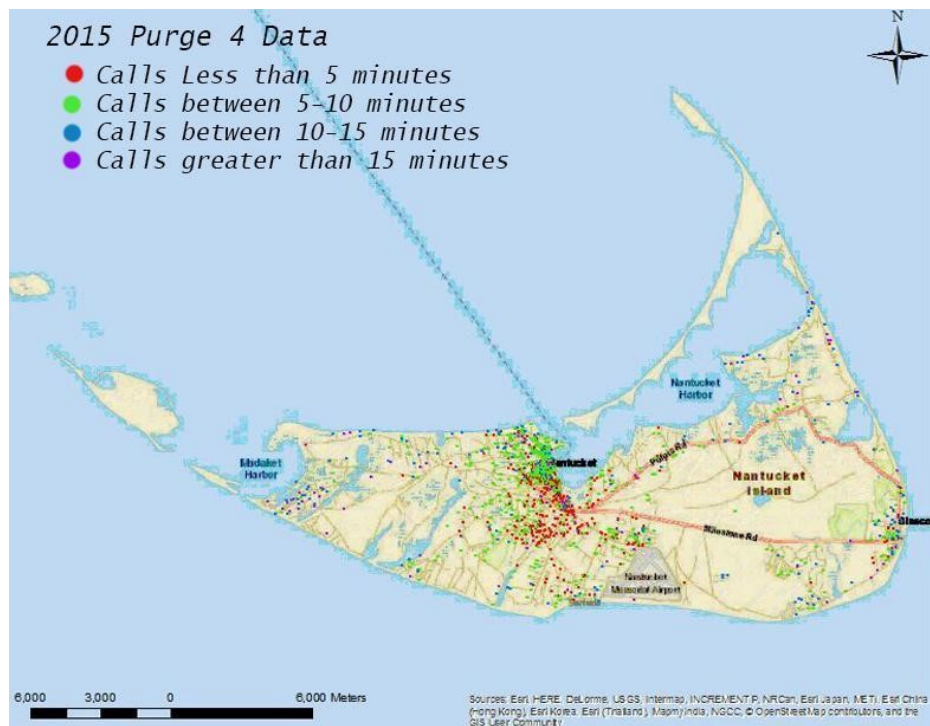 2015 Purge 4 Data
N
Calls Less than 5 minutes
Calls between 5-10 minutes
Calls between 10-15 minutes
Calls greater than 15 minutes
Nantucket
Harbor
Madaket
Harbor
Polpis Rd
Nantucket
Island
Milestone Rd
Nantucket
Memorial Airport
6,000 3,000 0 6,000 Meters
Sources: Esri, HERE, DeLorme, USGS, Intermap, INCREMENT P, NRCan, Esri Japan, METI, Esri China
(Hong Kong), Esri Korea, Esri (Thailand), MapmyIndia, NGCC, © OpenStreetMap contributors, and the
GIS User Community